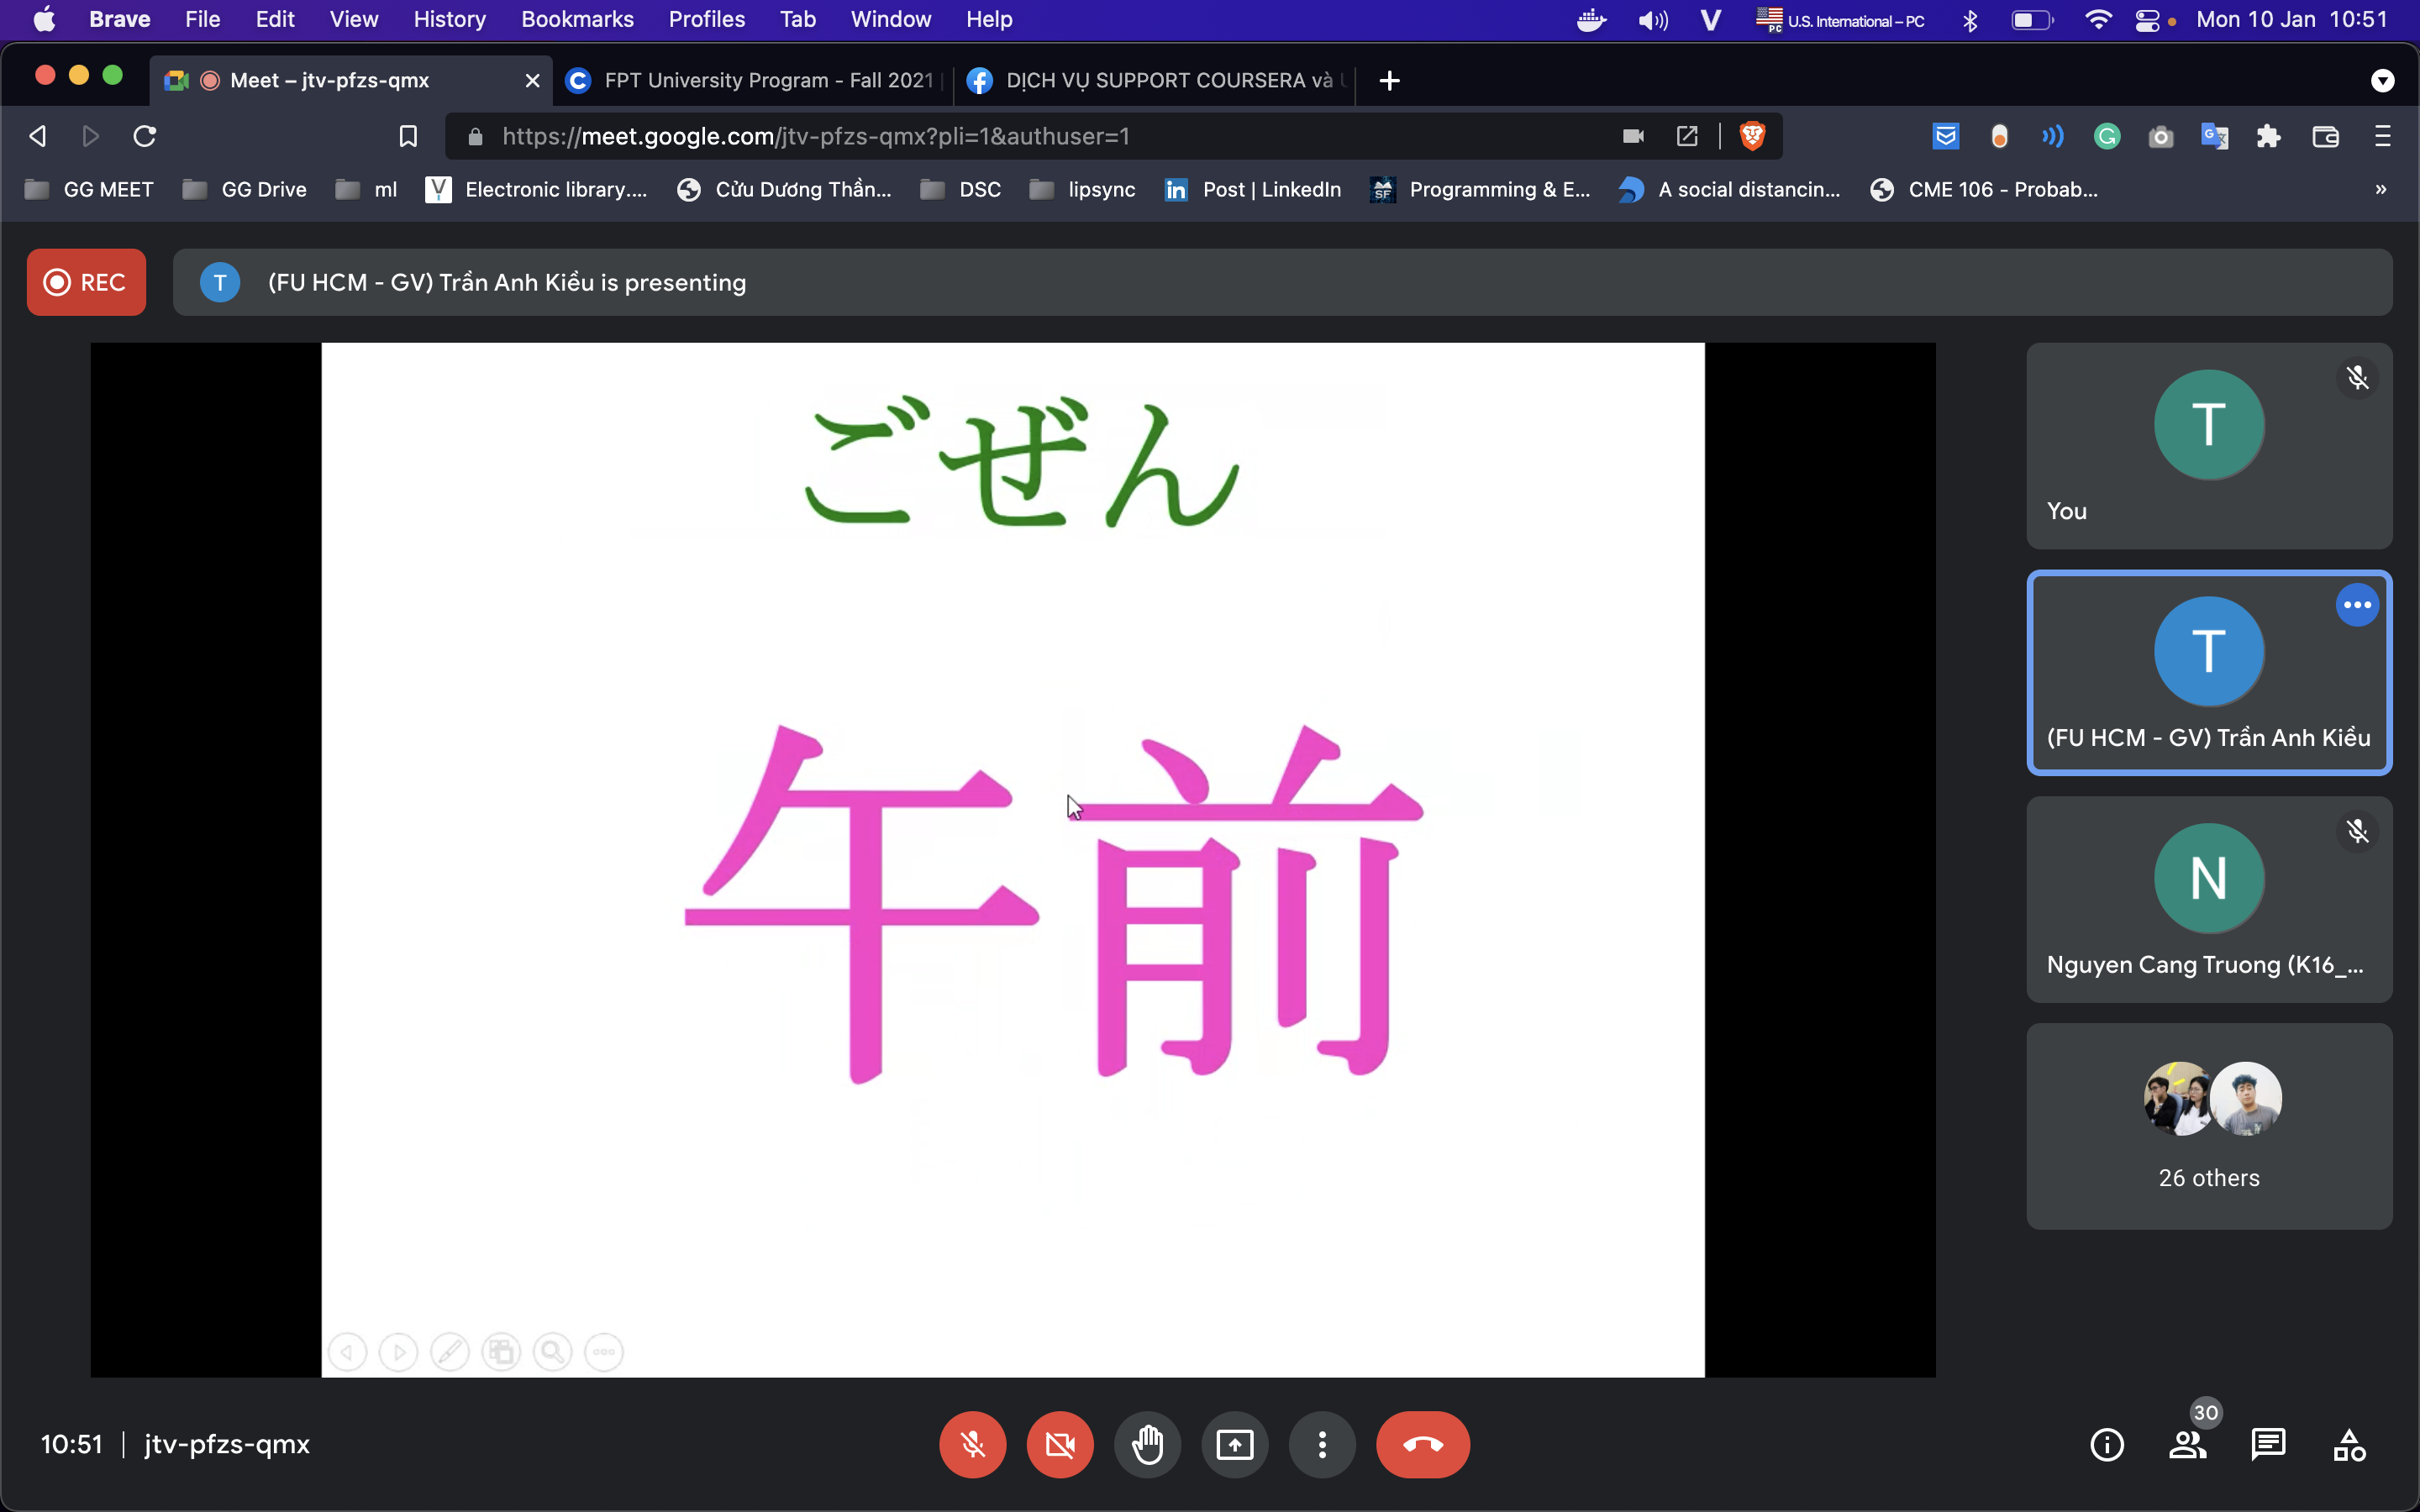 Brave File Edit View History Bookmarks Profiles Tab Window Help V U.S. International – PC Mon 10 Jan 10:51
Meet – jtv-pfzs-qmx FPT University Program - Fall 2021 DỊCH VỤ SUPPORT COURSERA và
https://meet.google.com/jtv-pfzs-qmx?pli=1&authuser=1
GG MEET GG Drive ml Electronic library.... Cửu Dương Thần... DSC lipsync Post | LinkedIn Programming & E... A social distancin... CME 106 - Probab... »
REC T (FU HCM - GV) Trần Anh Kiều is presenting
ごぜん
午前
T
You
T
(FU HCM - GV) Trần Anh Kiều
N
Nguyen Cang Truong (K16_...
26 others
10:51 | jtv-pfzs-qmx
30